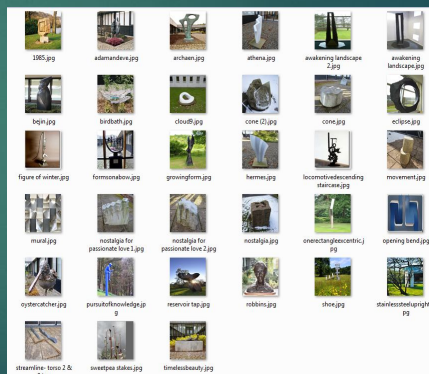 1985.jpg
adamandeve.jpg
archaen.jpg
athena.jpg
awakening landscape
2.jpg
awakening
landscape.jpg
bejin.jpg
birdbath.jpg
cloud9.jpg
cone (2).jpg
cone.jpg
eclipse.jpg
figure of winter.jpg
formsonabow.jpg
growingform.jpg
hermes.jpg
locomotivedescending
staircase.jpg
movement.jpg
mural.jpg
nostalgia for
passionate love 1.jpg
nostalgia for
passionate love 2.jpg
nostalgia.jpg
onerectangleexcentric.j
pg
opening bend.jpg
oystercatcher.jpg
pursuitofknowledge.jp
g
reservoir tap.jpg
robbins.jpg
shoe.jpg
stainlesssteelupright
pg
streamline- torso 2 &
sweetpea stakes.jpg
timelessbeauty.jpg